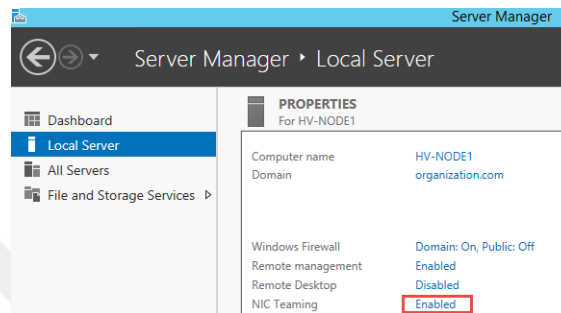 Server Manager
Server Manager • Local Server
PROPERTIES
For HV-NODE1
Dashboard
Local Server
All Servers
File and Storage Services
Computer name HV-NODE1
Domain organization.com
Windows Firewall Domain: On, Public: Off
Remote management Enabled
Remote Desktop Disabled
NIC Teaming Enabled